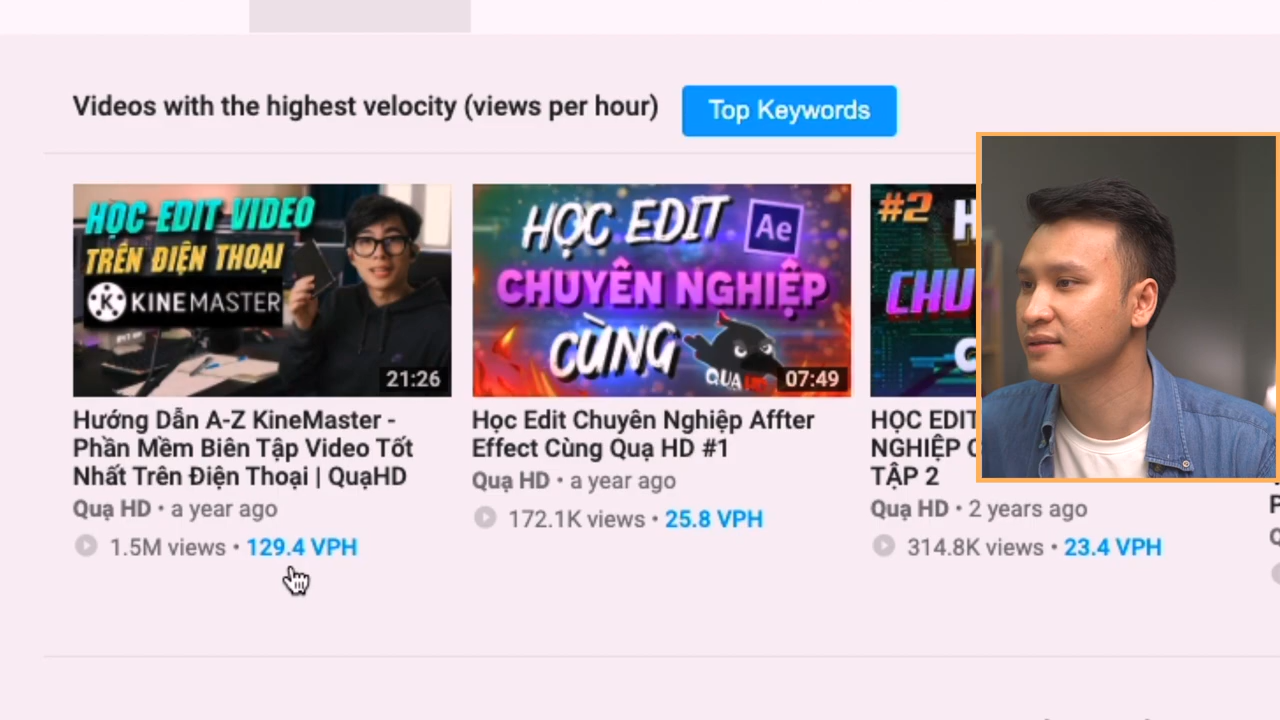 Videos with the highest velocity (views per hour)
Top Keywords
HỌC EDIT VIDEO
TRÊN ĐIỆN THOẠI
KINEMASTER
21:26
Hướng Dẫn A-Z KineMaster -
Phần Mềm Biên Tập Video Tốt
Nhất Trên Điện Thoại | QuạHD
Quạ HD • a year ago
1.5M views • 129.4 VPH
HỌC EDIT Ae
CHUYÊN NGHIỆP
CÙNG
QUA HD
07:49
Học Edit Chuyên Nghiệp Affter
Effect Cùng Quạ HD #1
Quạ HD • a year ago
172.1K views • 25.8 VPH
#2 H
CHU
C
HỌC EDIT
NGHIỆP
TẬP 2
Quạ HD • 2 years ago
314.8K views • 23.4 VPH